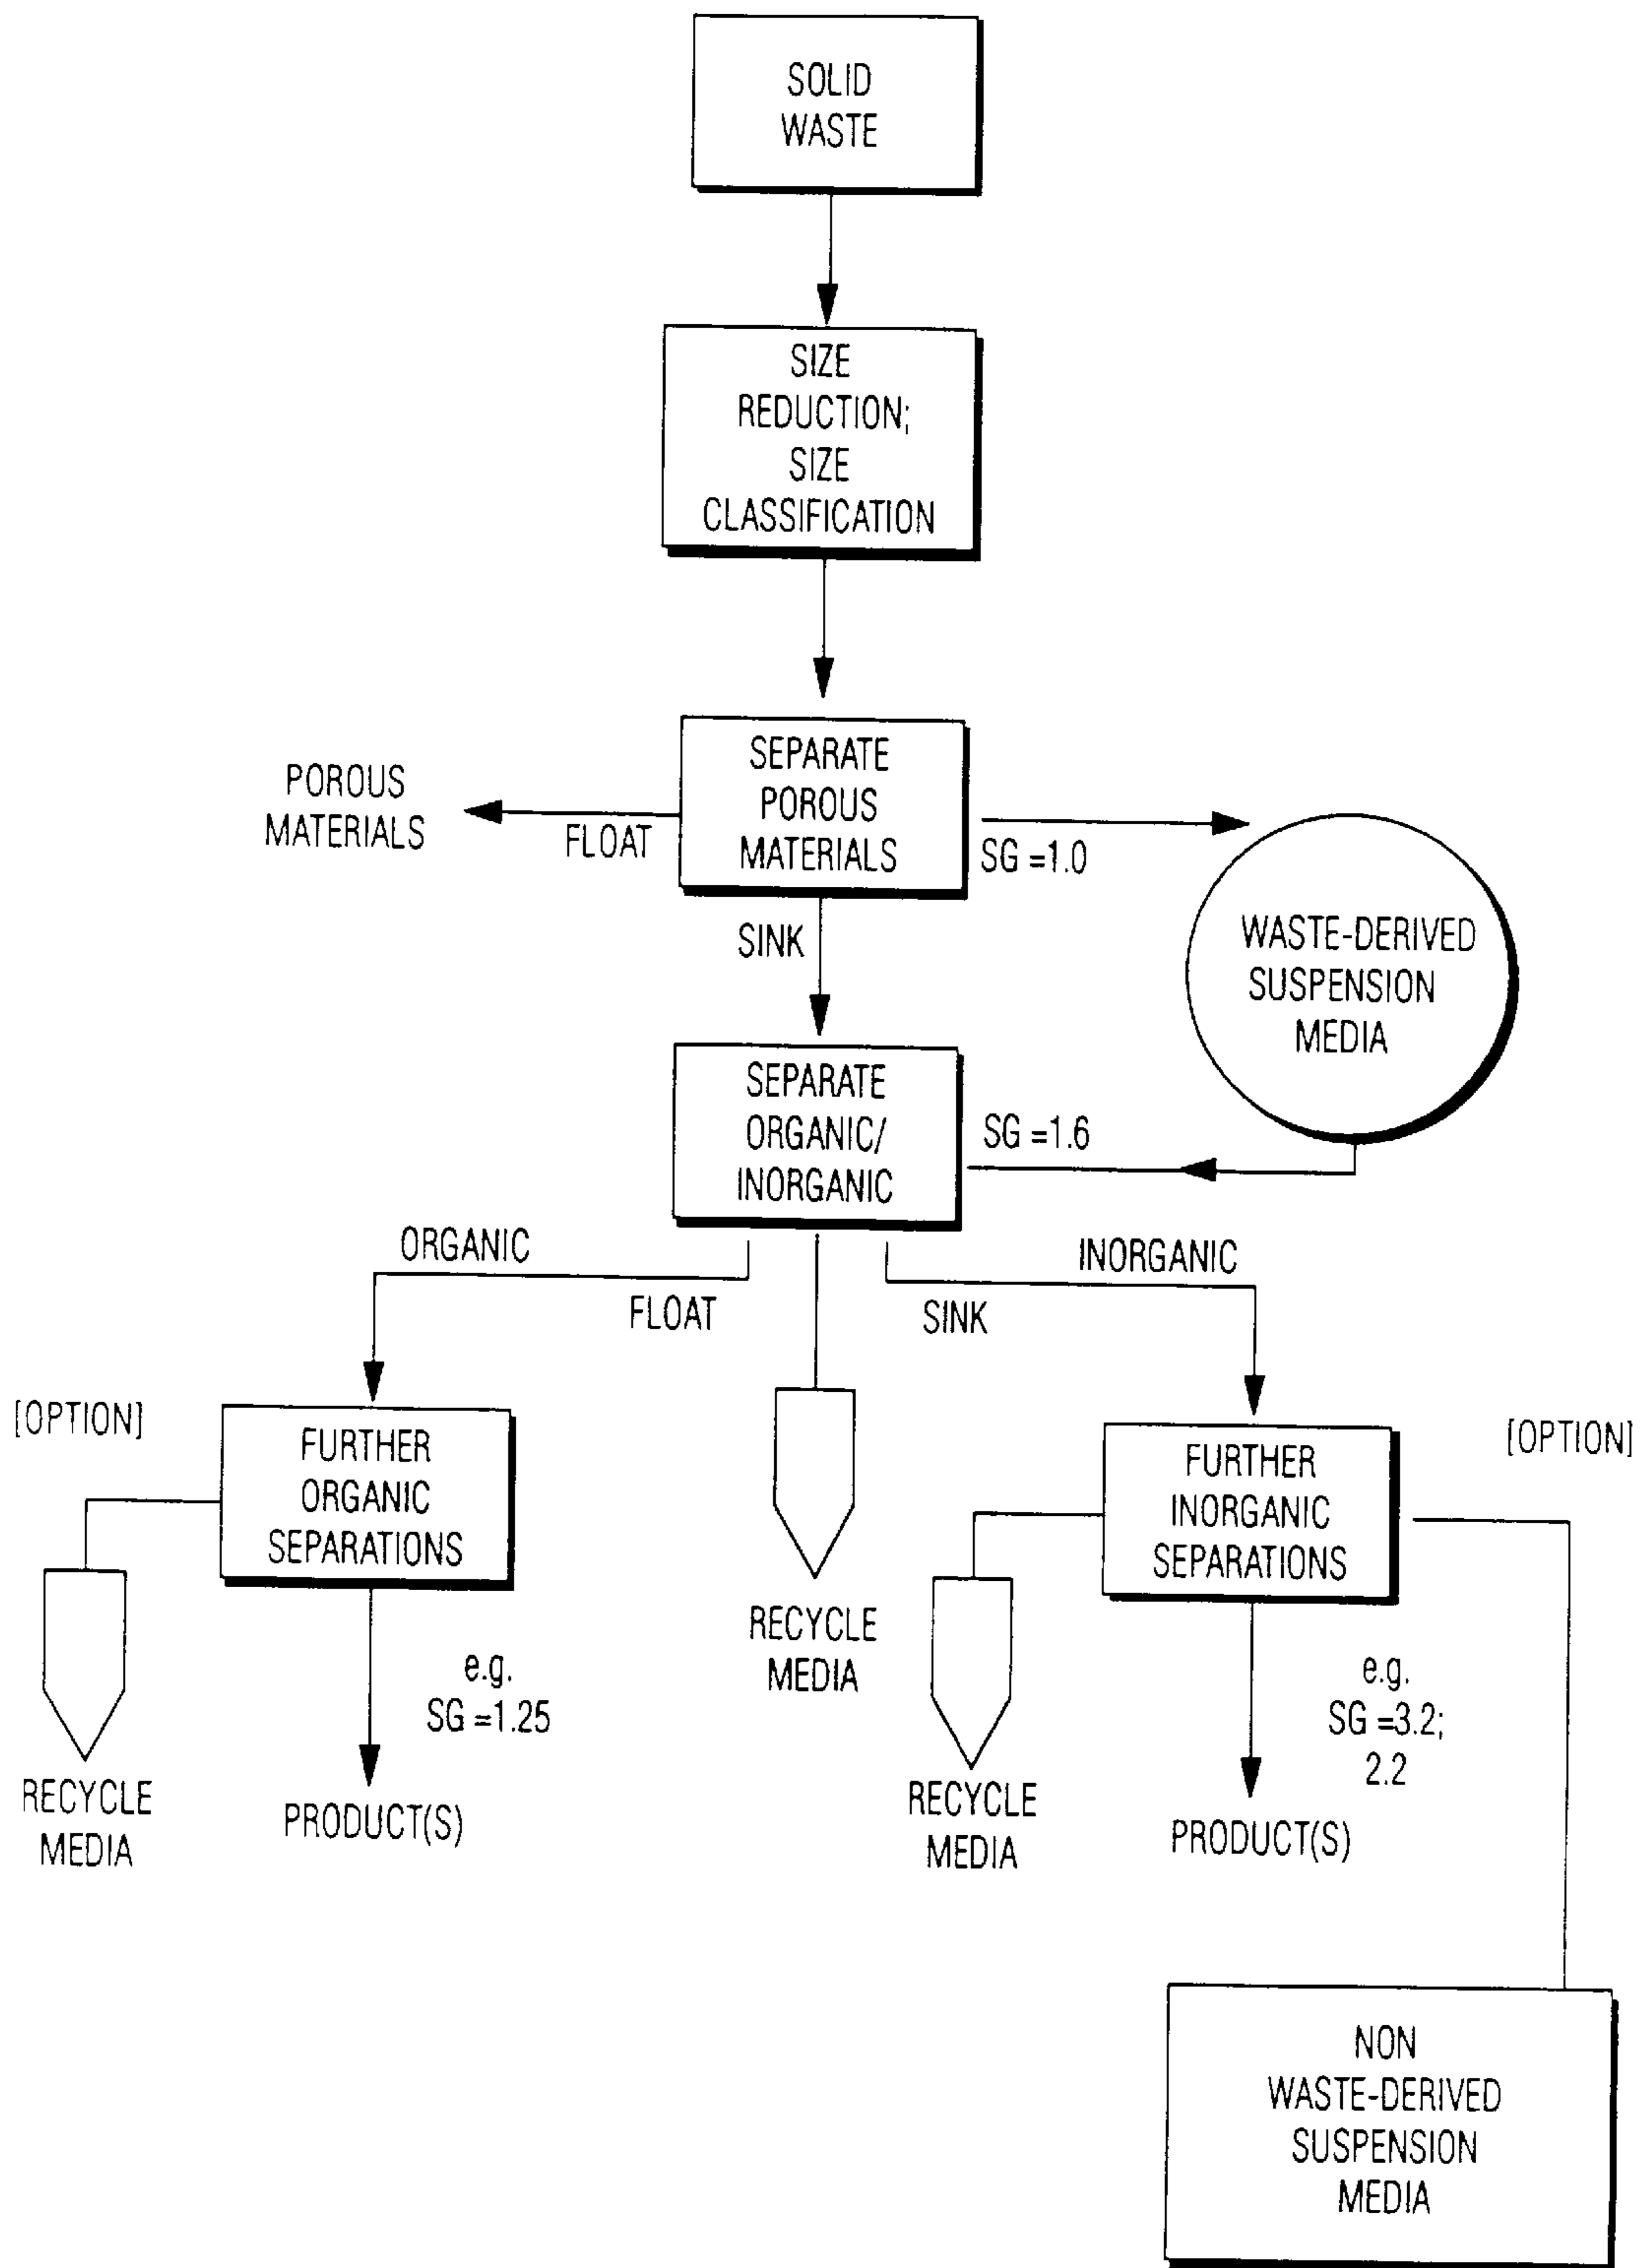 SOLID
WASTE
SIZE
REDUCTION;
SIZE
CLASSIFICATION
SEPARATE
POROUS
MATERIALS
POROUS
MATERIALS
FLOAT
SG =1.0
SINK
WASTE-DERIVED
SUSPENSION
MEDIA
SEPARATE
ORGANIC/
INORGANIC
SG =1.6
ORGANIC
FLOAT
INORGANIC
SINK
[OPTION]
FURTHER
ORGANIC
SEPARATIONS
RECYCLE
MEDIA
e.g.
SG =1.25
PRODUCT(S)
RECYCLE
MEDIA
FURTHER
INORGANIC
SEPARATIONS
[OPTION]
RECYCLE
MEDIA
e.g.
SG =3.2;
2.2
PRODUCT(S)
NON
WASTE-DERIVED
SUSPENSION
MEDIA